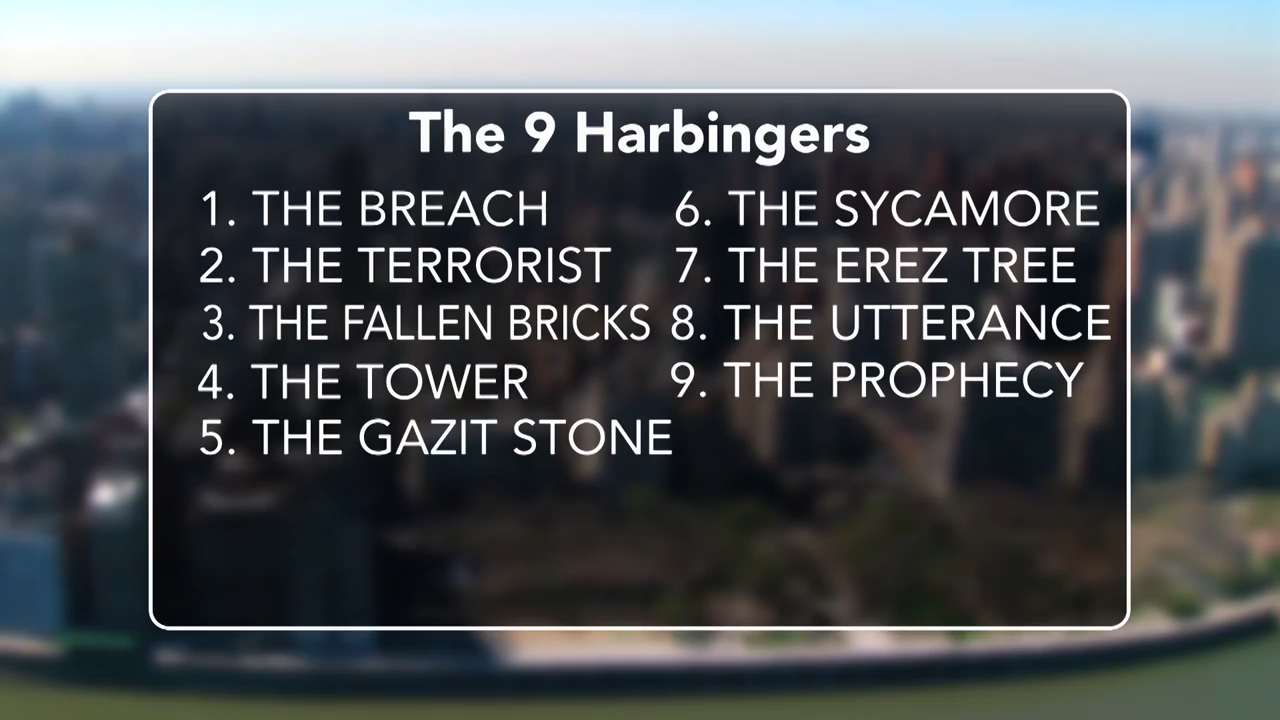 The 9 Harbingers
1. THE BREACH
2. THE TERRORIST
3. THE FALLEN BRICKS
4. THE TOWER
5. THE GAZIT STONE
6. THE SYCAMORE
7. THE EREZ TREE
8. THE UTTERANCE
9. THE PROPHECY